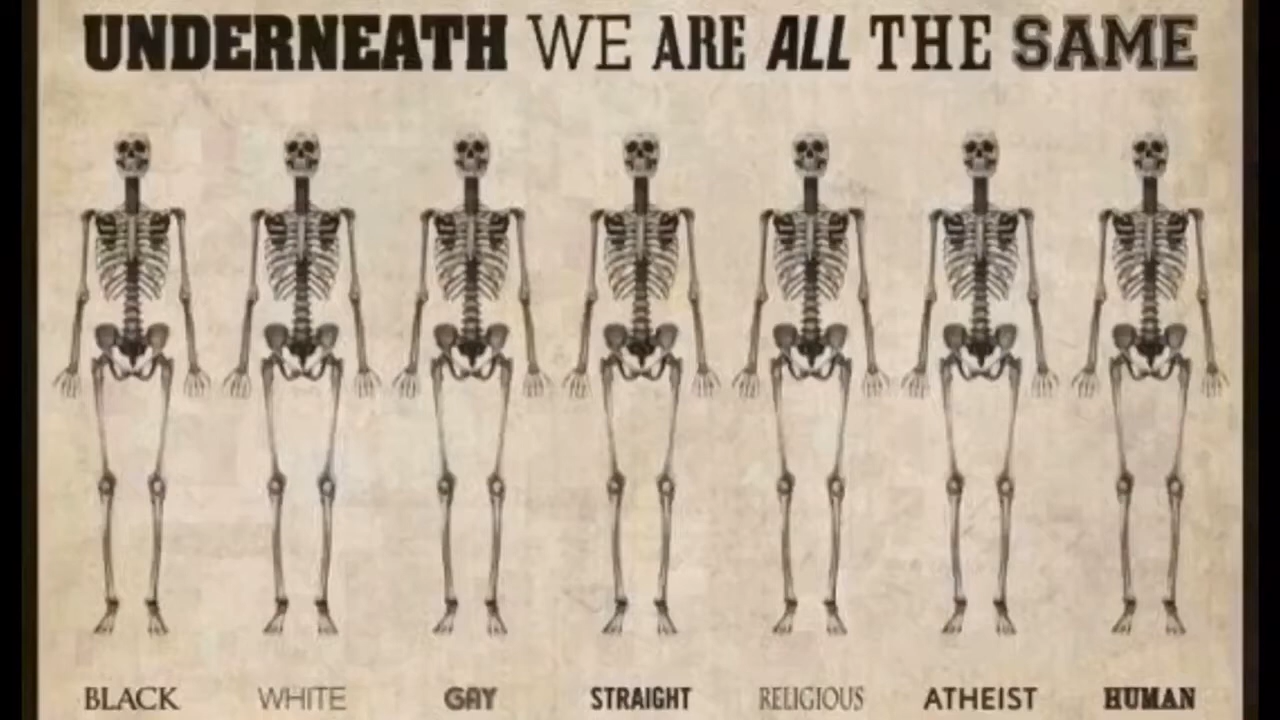 UNDERNEATH WE ARE ALL THE SAME
BLACK WHITE GAY STRAIGHT RELIGIOUS ATHEIST HUMAN